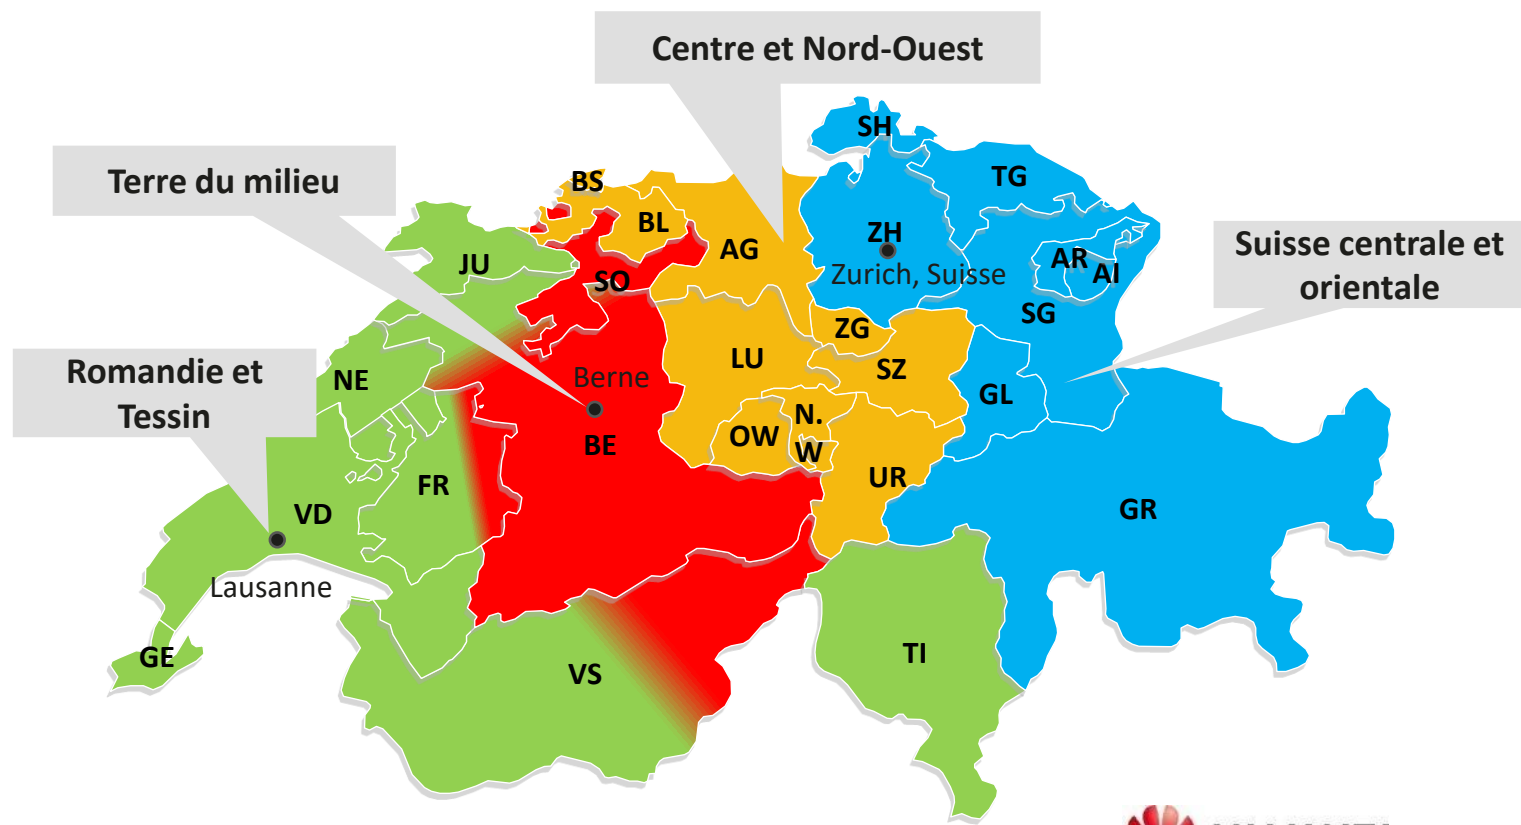 Centre et Nord-Ouest
SH
Terre du milieu
BS
TG
BL
ZH
AG
Suisse centrale et
orientale
JU
AR
AI
Zurich, Suisse
SO
SG
ZG
LU
SZ
Romandie et
Tessin
NE
Berne
GL
N.
W
OW
BE
UR
FR
GR
VD
Lausanne
GE
TI
VS